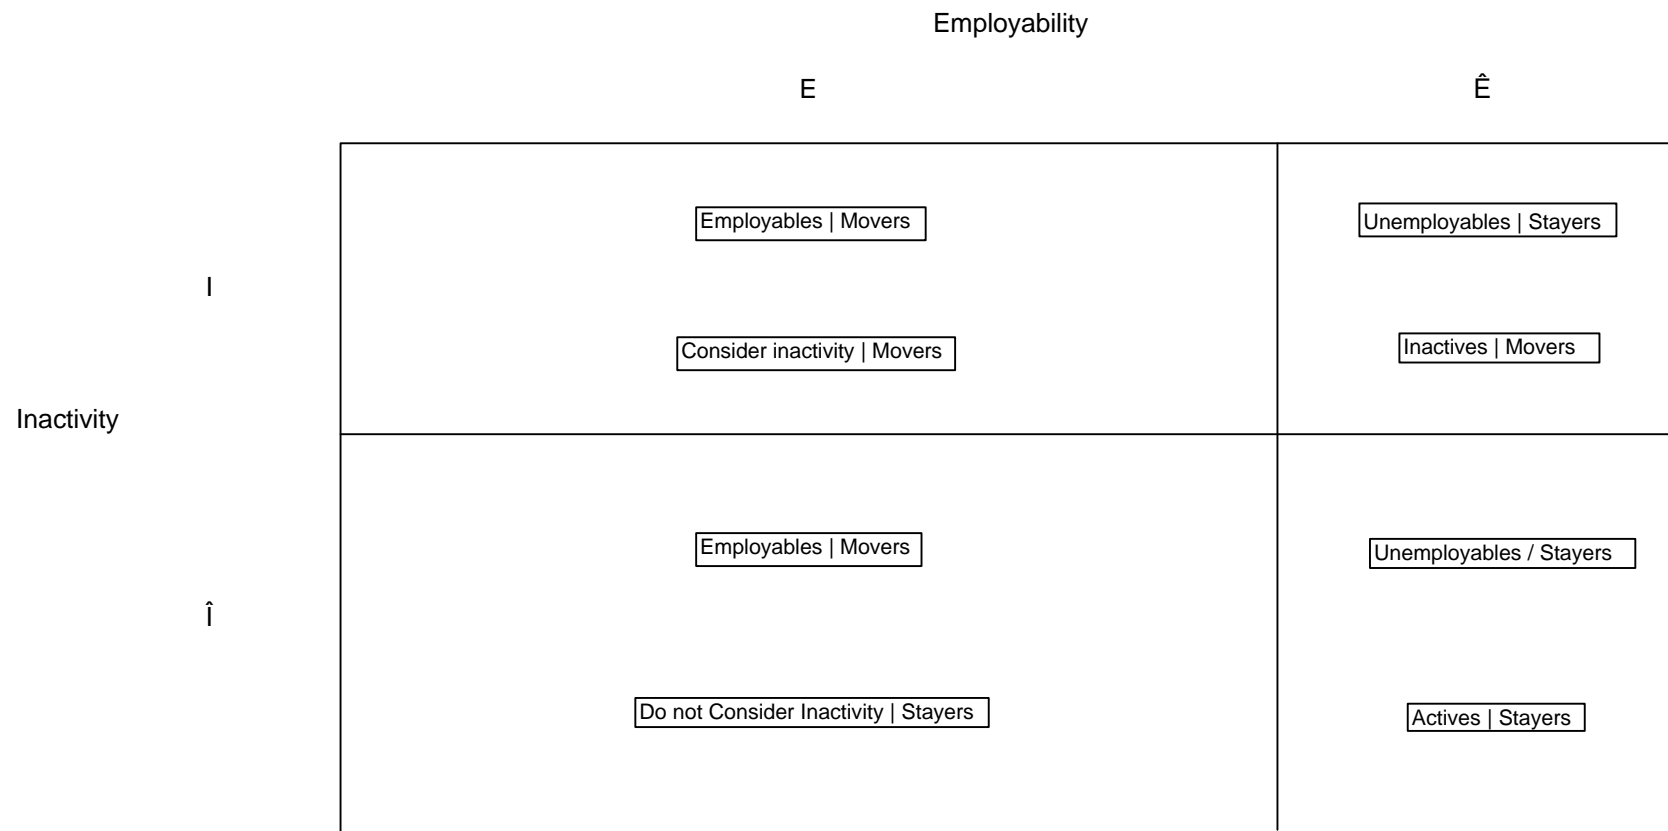 Employability
E
Ê
Employables | Movers
Unemployables | Stayers
I
Consider inactivity | Movers
Inactives | Movers
Inactivity
Employables | Movers
Unemployables / Stayers
Î
Do not Consider Inactivity | Stayers
Actives | Stayers